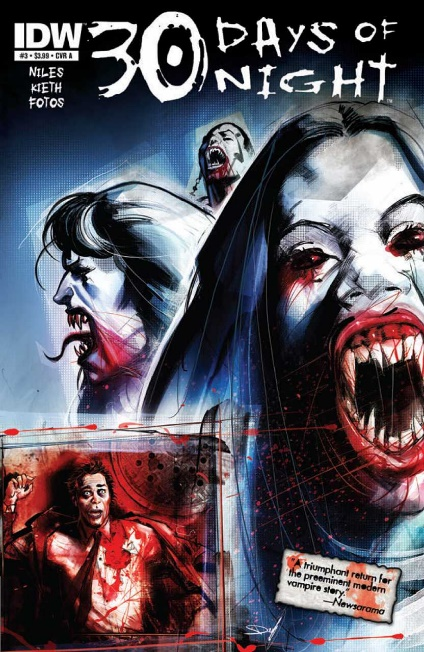 IDW
#3 • $3.99 • CVR A
NILES
KIETH
FOTOS
30 DAYS OF
NIGHT
"A triumphant return for
the preeminent modern
vampire story."
—Newsarama